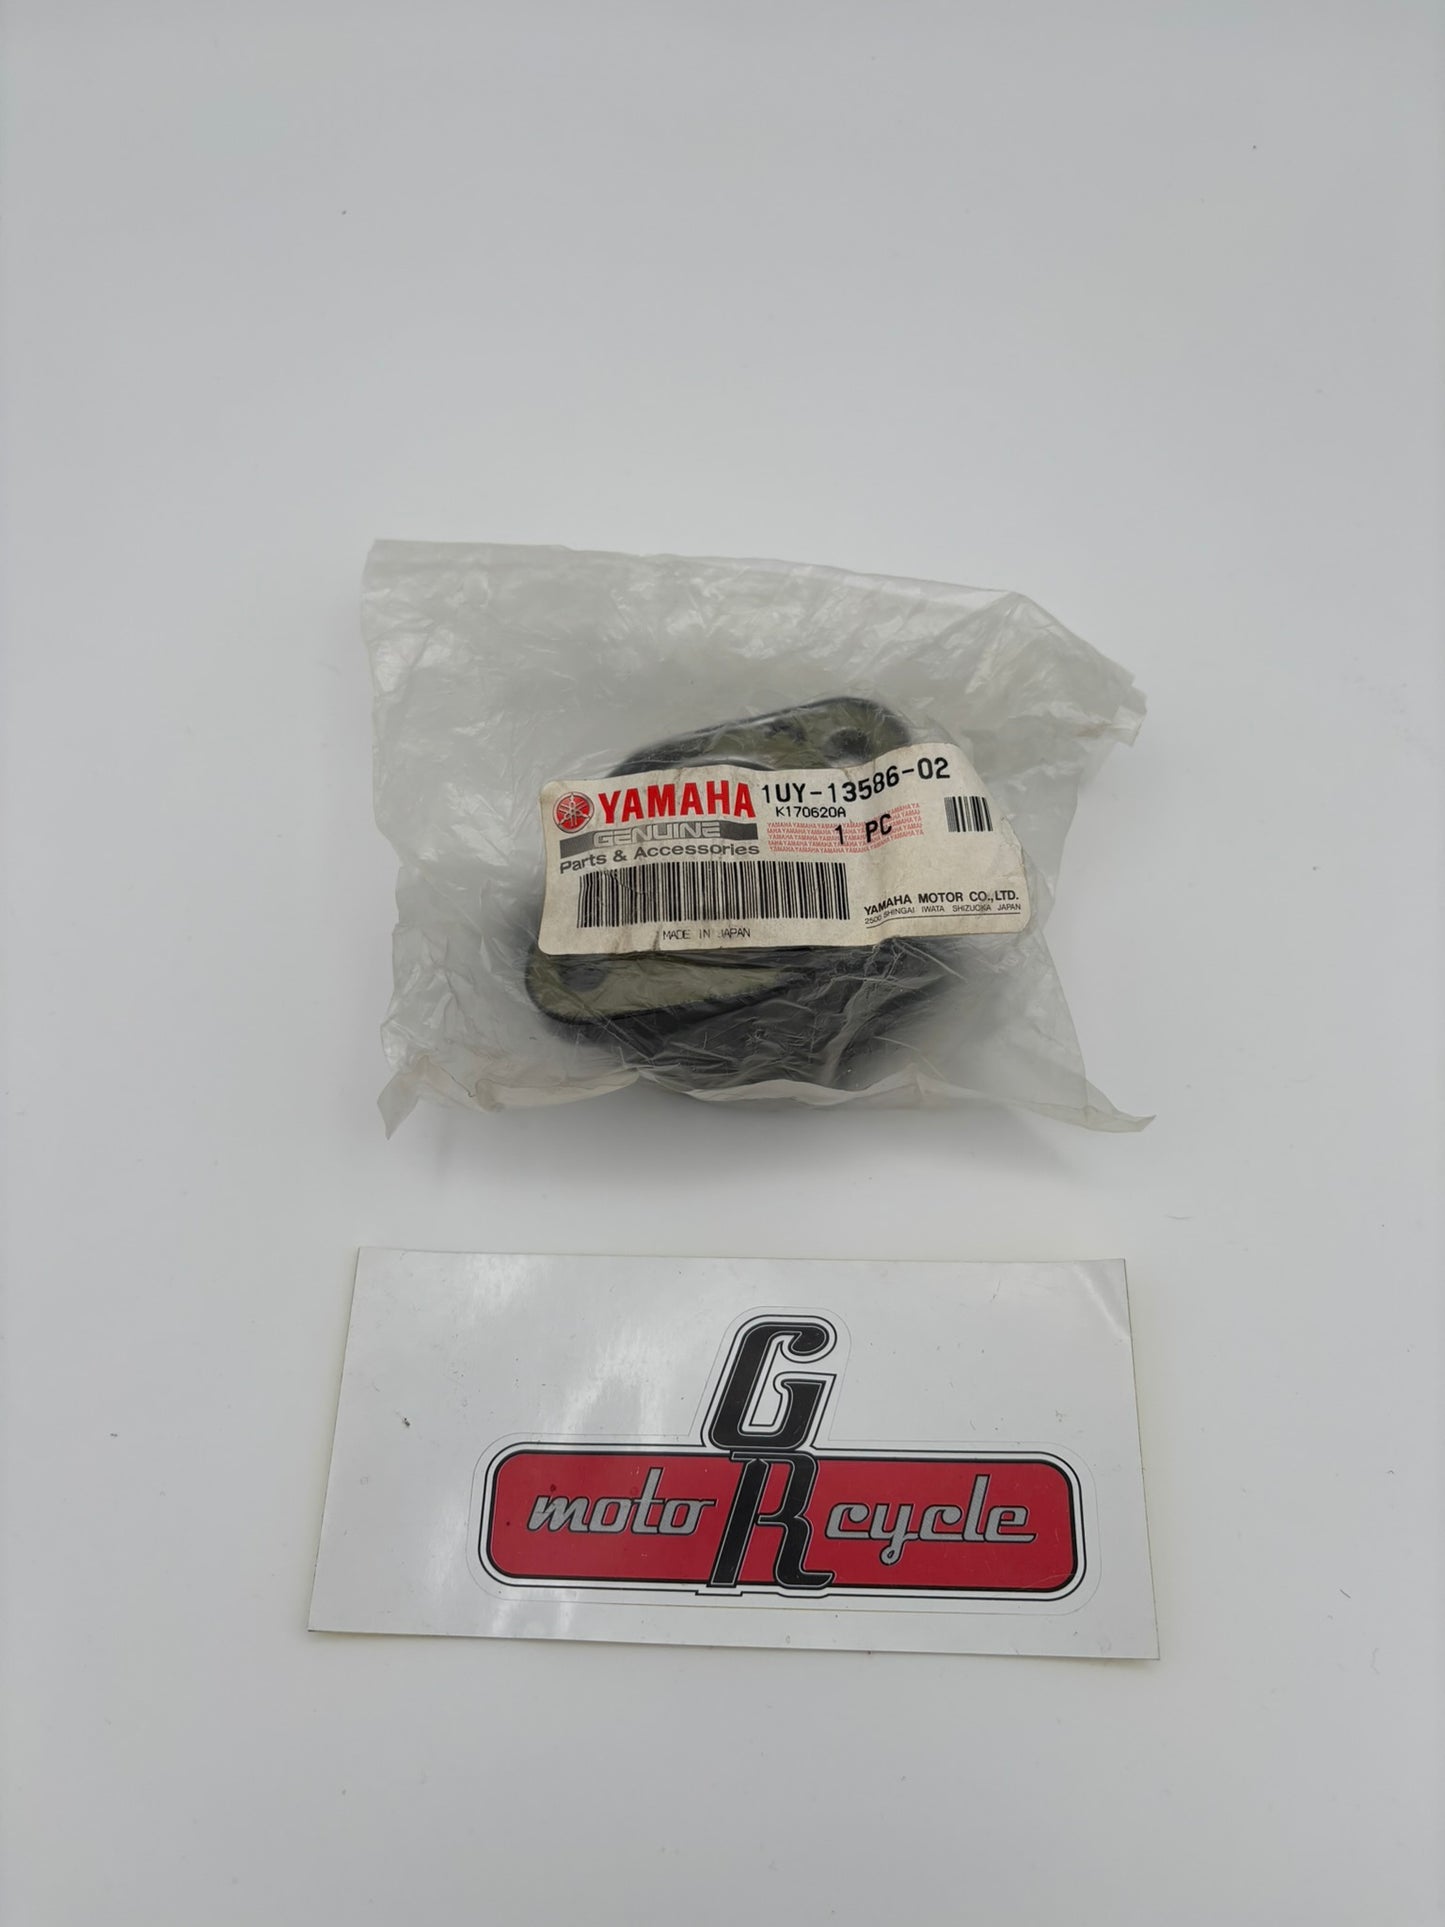 YAMAHA 1UY-13586-02
K170620A
GENUINE
1 PC
Parts & Accessories
YAMAHA MOTOR CO.,LTD.
2500 SHINGAI IWATA SHIZUOKA JAPAN
MADE IN JAPAN
GR
moto cycle